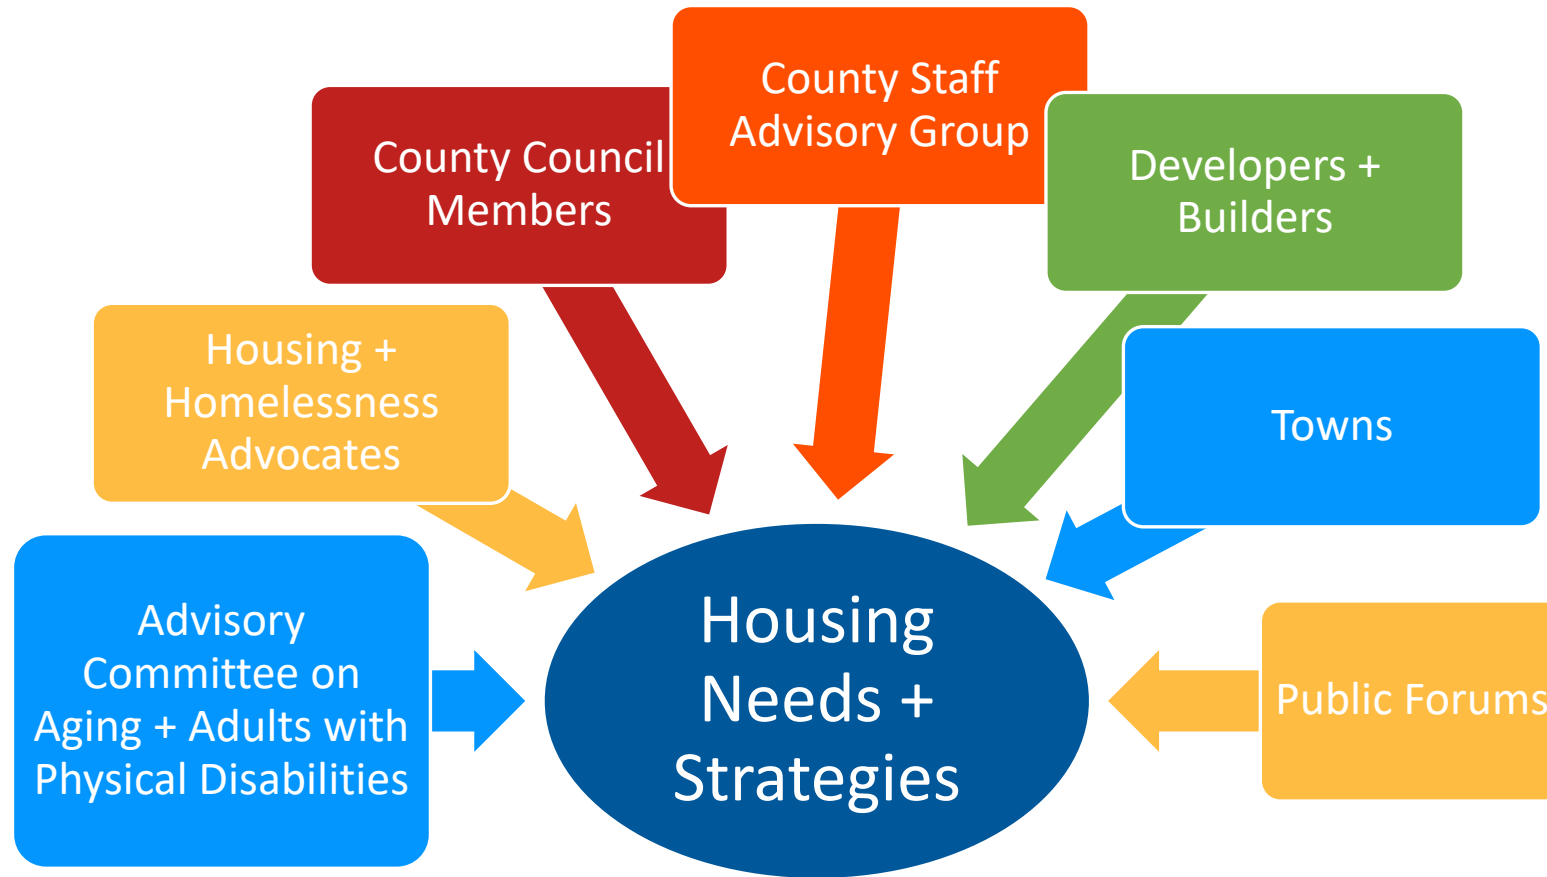 County Staff
Advisory Group
County Council
Members
Developers +
Builders
Housing +
Homelessness
Advocates
Towns
Advisory
Committee on
Aging + Adults with
Physical Disabilities
Housing
Needs +
Strategies
Public Forums